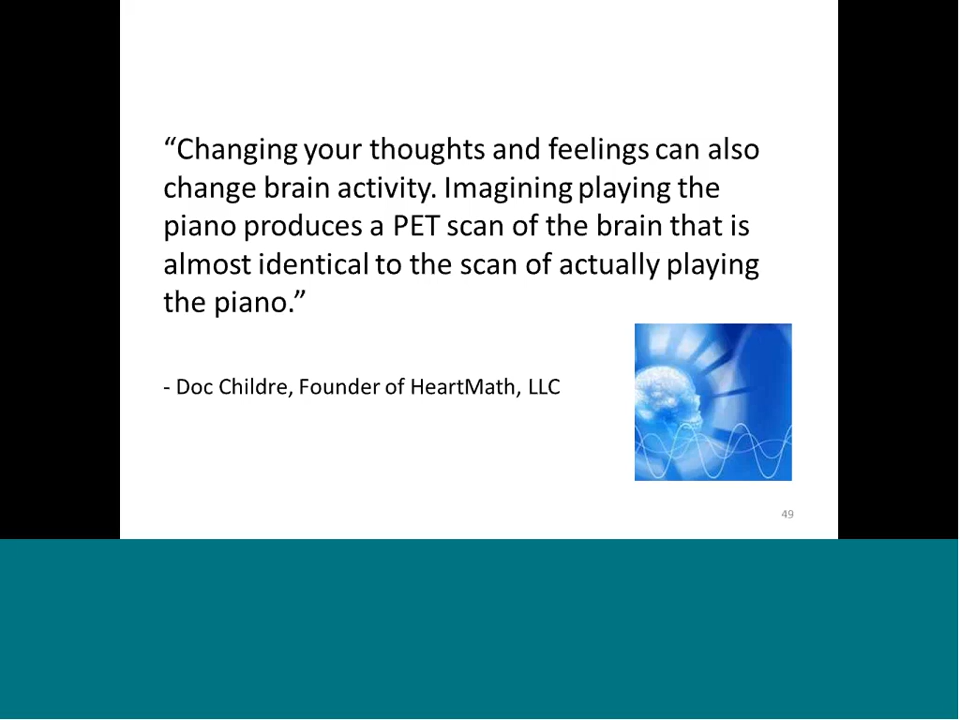 “Changing your thoughts and feelings can also
change brain activity. Imagining playing the
piano produces a PET scan of the brain that is
almost identical to the scan of actually playing
the piano.”
- Doc Childre, Founder of HeartMath, LLC
49